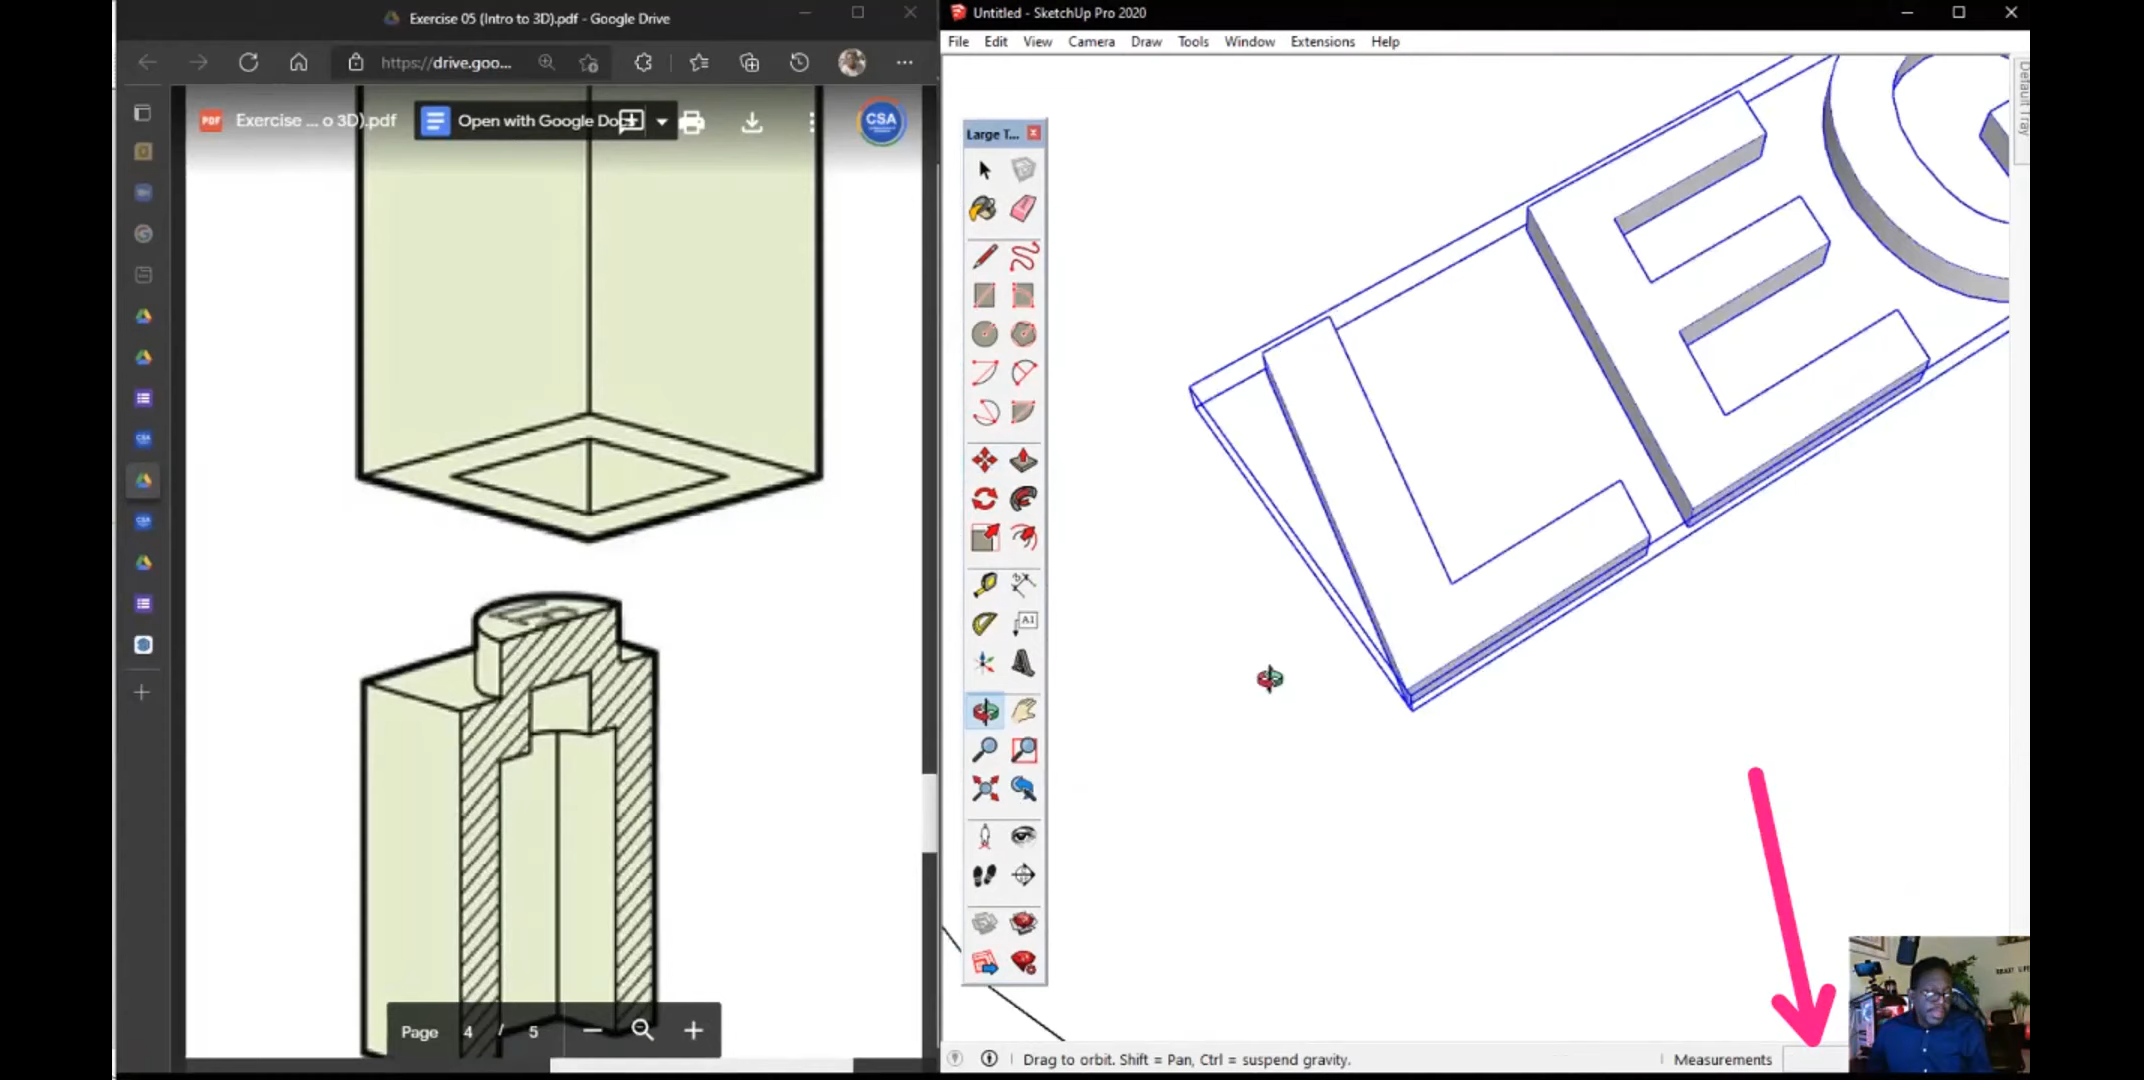 Exercise 05 (Intro to 3D).pdf - Google Drive
https://drive.goo...
PDF
Exercise ... o 3D).pdf
Open with Google Do
CSA
Page 4 / 5
Untitled - SketchUp Pro 2020
File Edit View Camera Draw Tools Window Extensions Help
Default Tray
Large T...
A1
Drag to orbit. Shift = Pan, Ctrl = suspend gravity.
Measurements